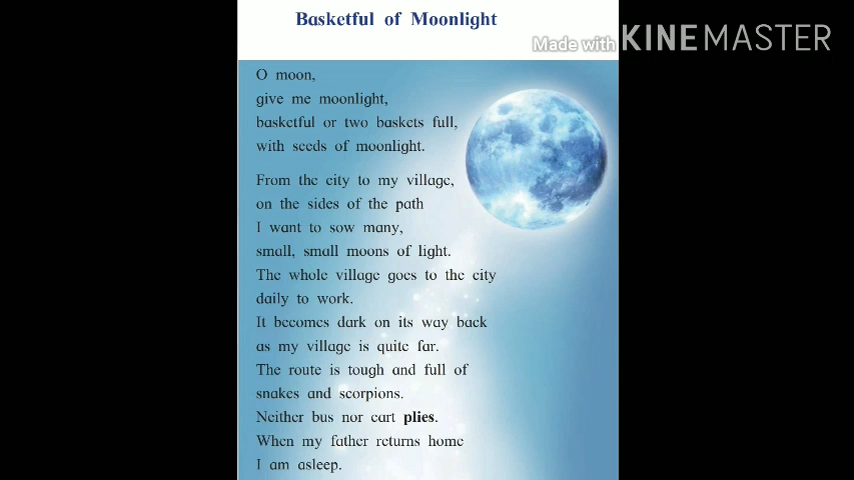 Basketful of Moonlight
Made with KINEMASTER
O moon,
give me moonlight,
basketful or two baskets full,
with seeds of moonlight.
From the city to my village,
on the sides of the path
I want to sow many,
small, small moons of light.
The whole village goes to the city
daily to work.
It becomes dark on its way back
as my village is quite far.
The route is tough and full of
snakes and scorpions.
Neither bus nor cart plies.
When my father returns home
I am asleep.